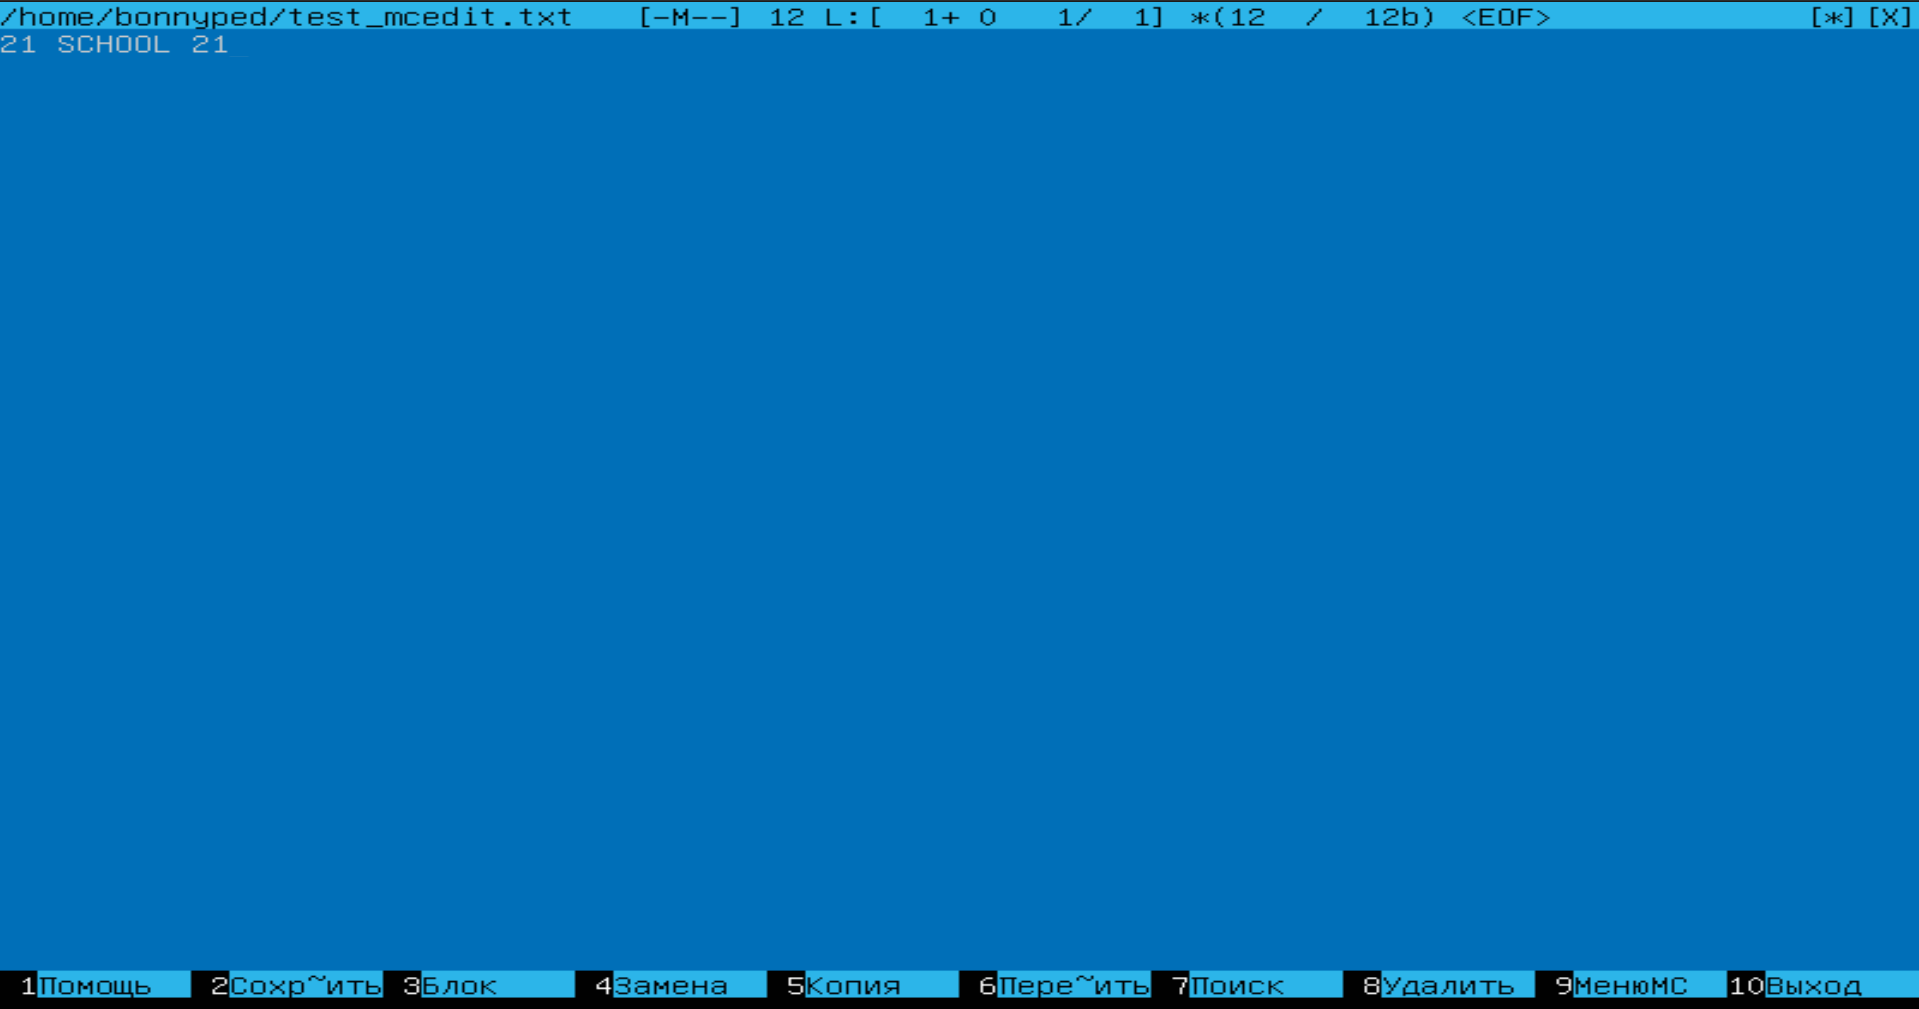 /home/bonnyped/test_mcedit.txt   [-M--] 12 L:[  1+ 0   1/  1] *(12  /  12b) <EOF>   [*][X]
21 SCHOOL 21
1Помощь 2Сохр~ить 3Блок 4Замена 5Копия 6Пере~ить 7Поиск 8Удалить 9МенюMC 10Выход